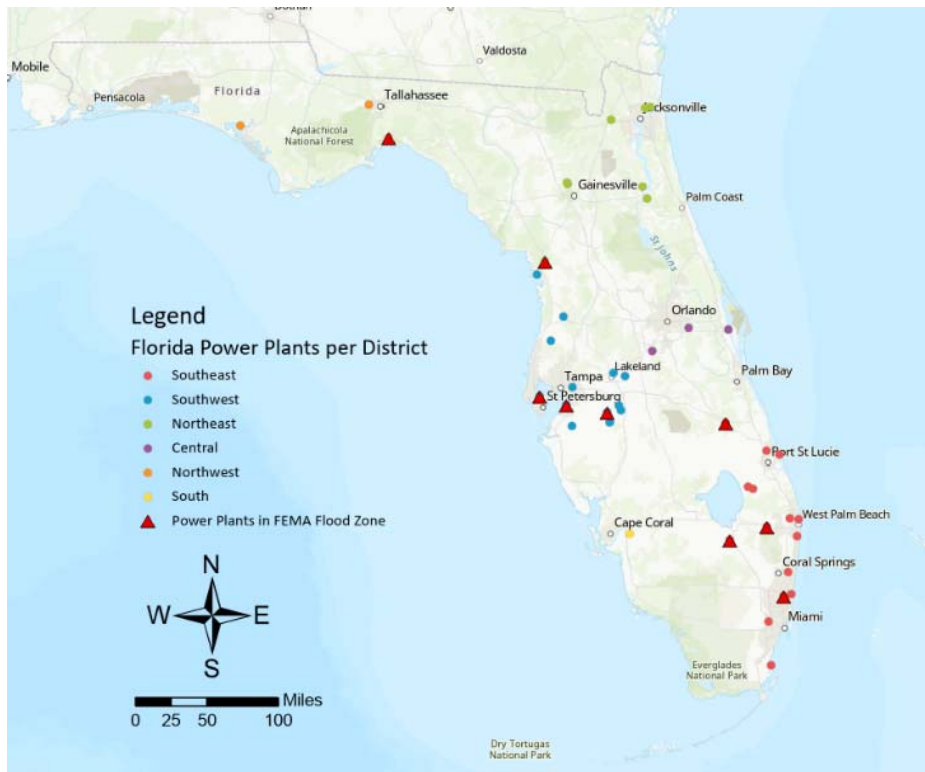 Dothan
Mobile
Valdosta
Pensacola
Florida
Tallahassee
Jacksonville
Apalachicola
National Forest
Gainesville
Palm Coast
St Johns
Orlando
Legend
Florida Power Plants per District
Southeast
Southwest
Northeast
Central
Northwest
South
Power Plants in FEMA Flood Zone
Lakeland
Tampa
Palm Bay
St Petersburg
Port St Lucie
Cape Coral
West Palm Beach
Coral Springs
Miami
N
W
E
S
Everglades
National Park
Miles
0 25 50 100
Dry Tortugas
National Park